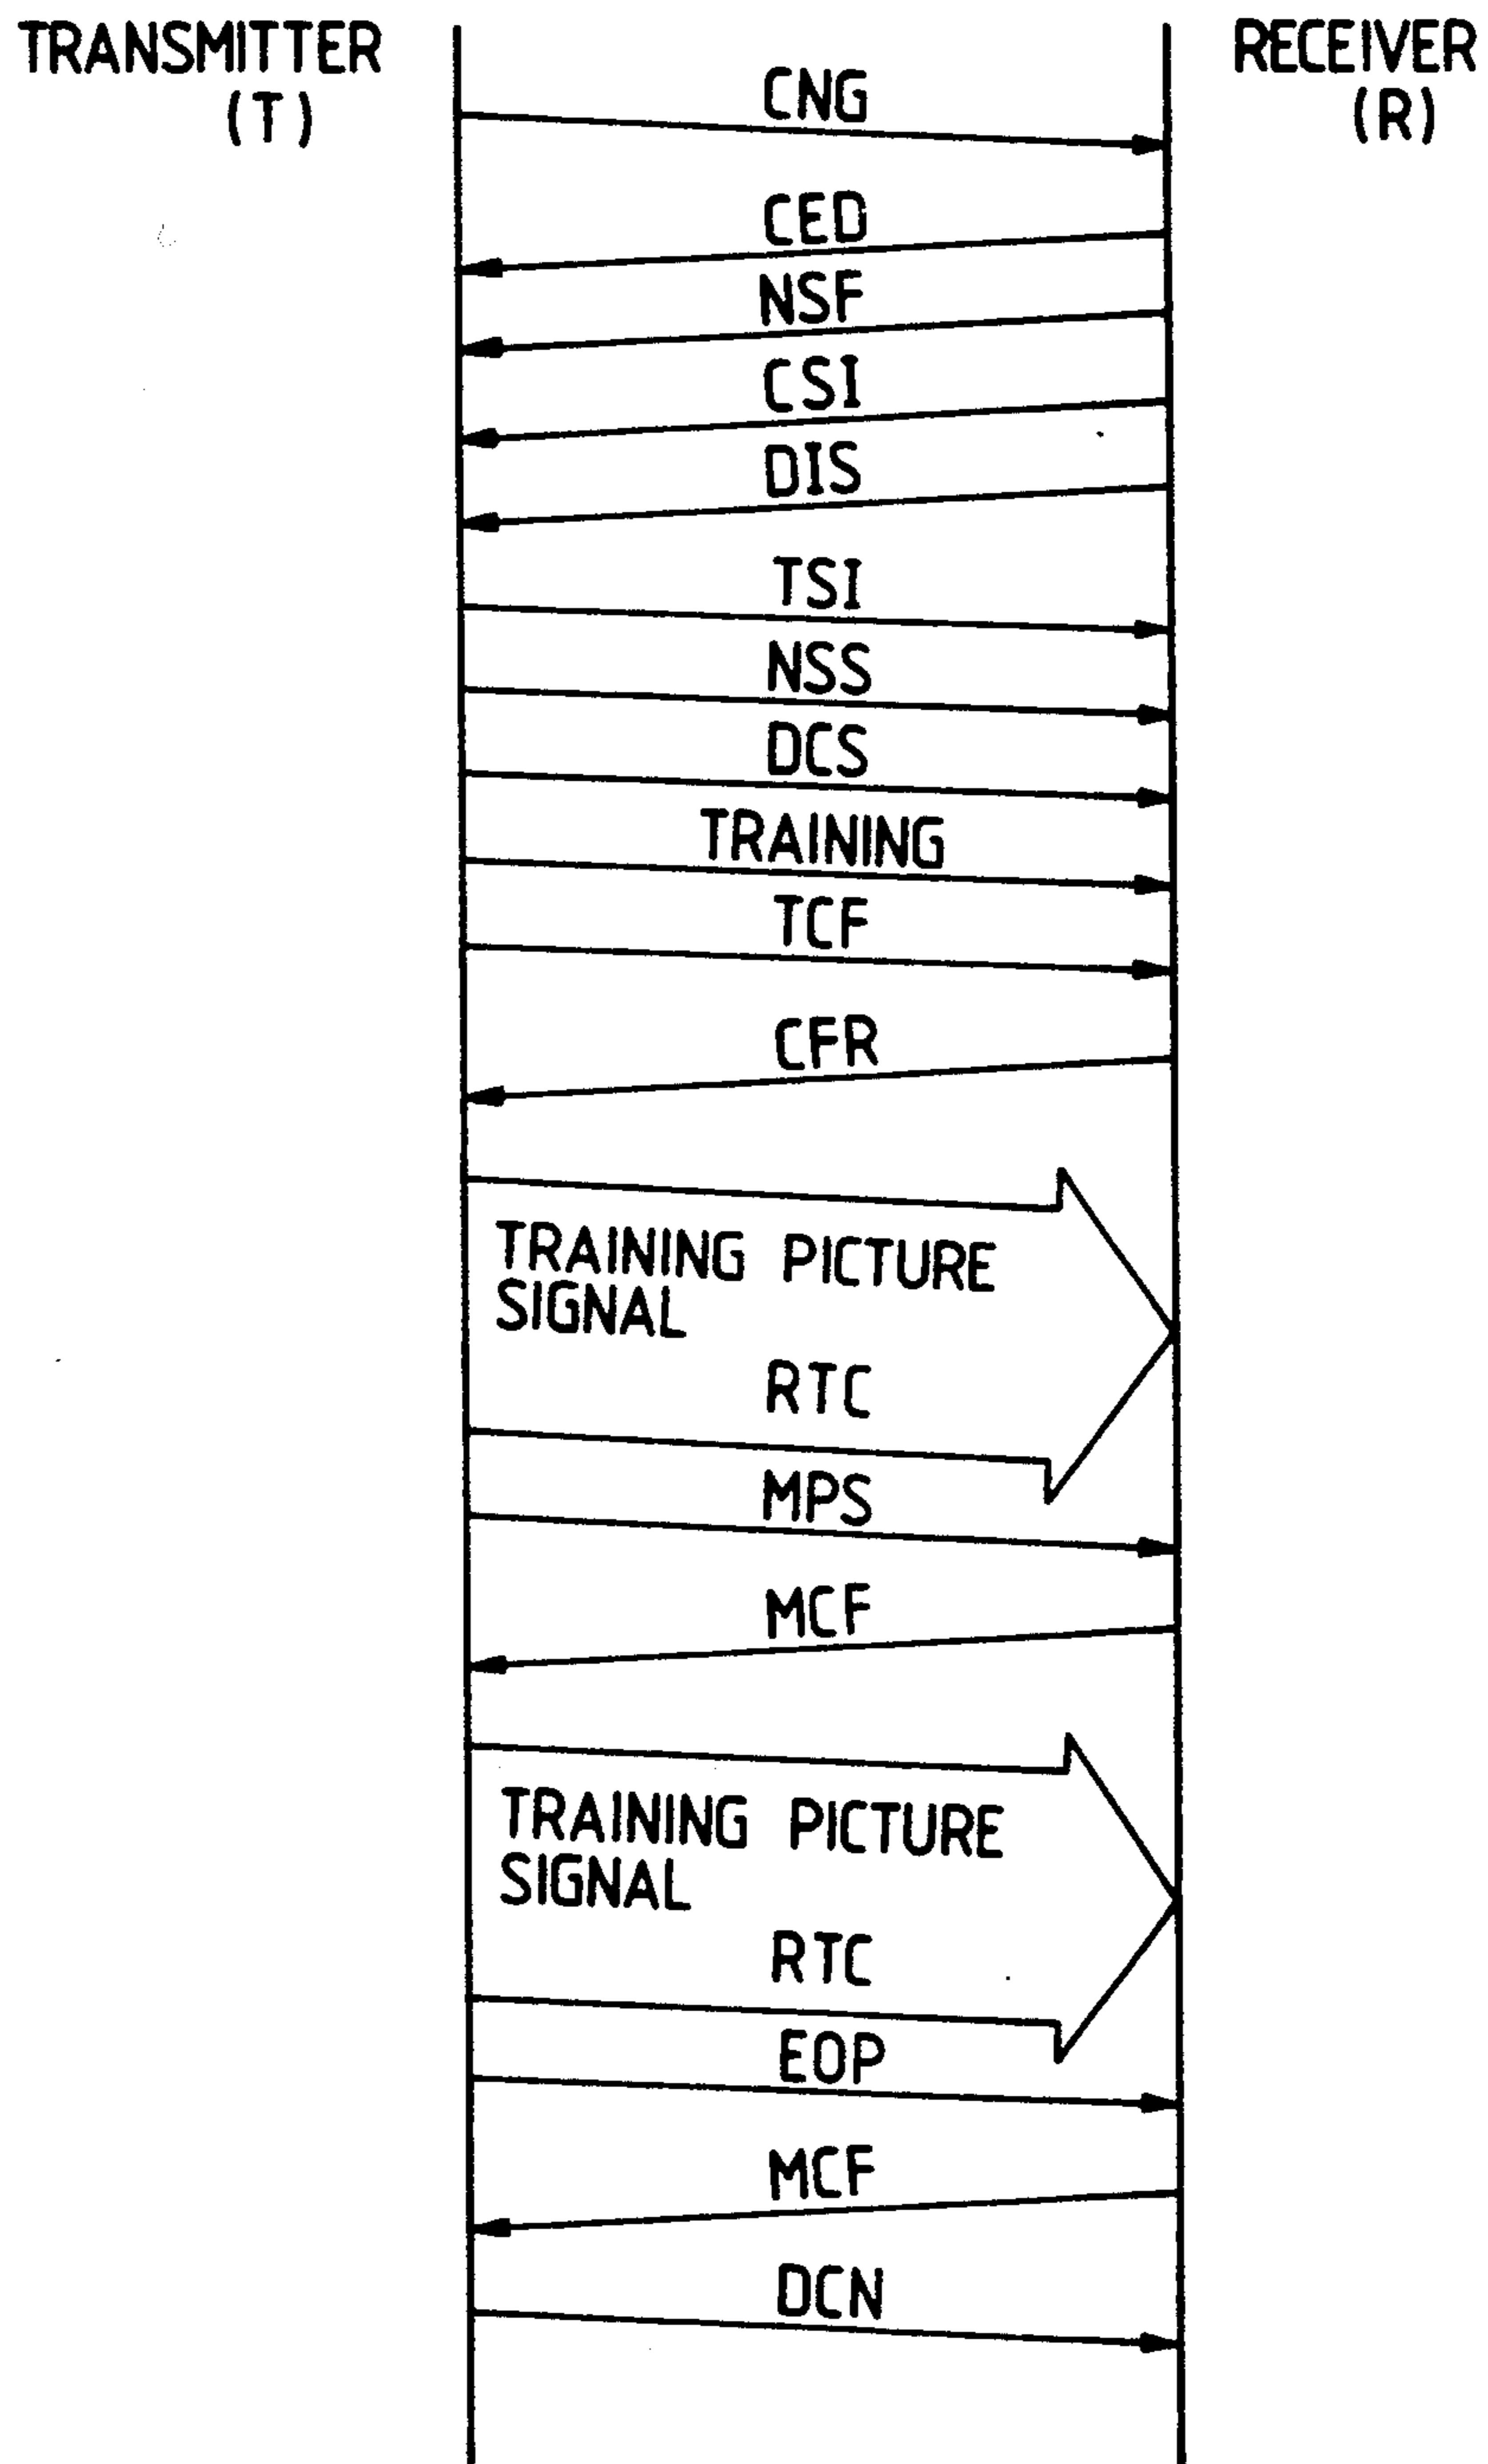 TRANSMITTER
(T)
RECEIVER
(R)
CNG
CED
NSF
CSI
DIS
TSI
NSS
DCS
TRAINING
TCF
CFR
TRAINING PICTURE
SIGNAL
RTC
MPS
MCF
TRAINING PICTURE
SIGNAL
RTC
EOP
MCF
DCN